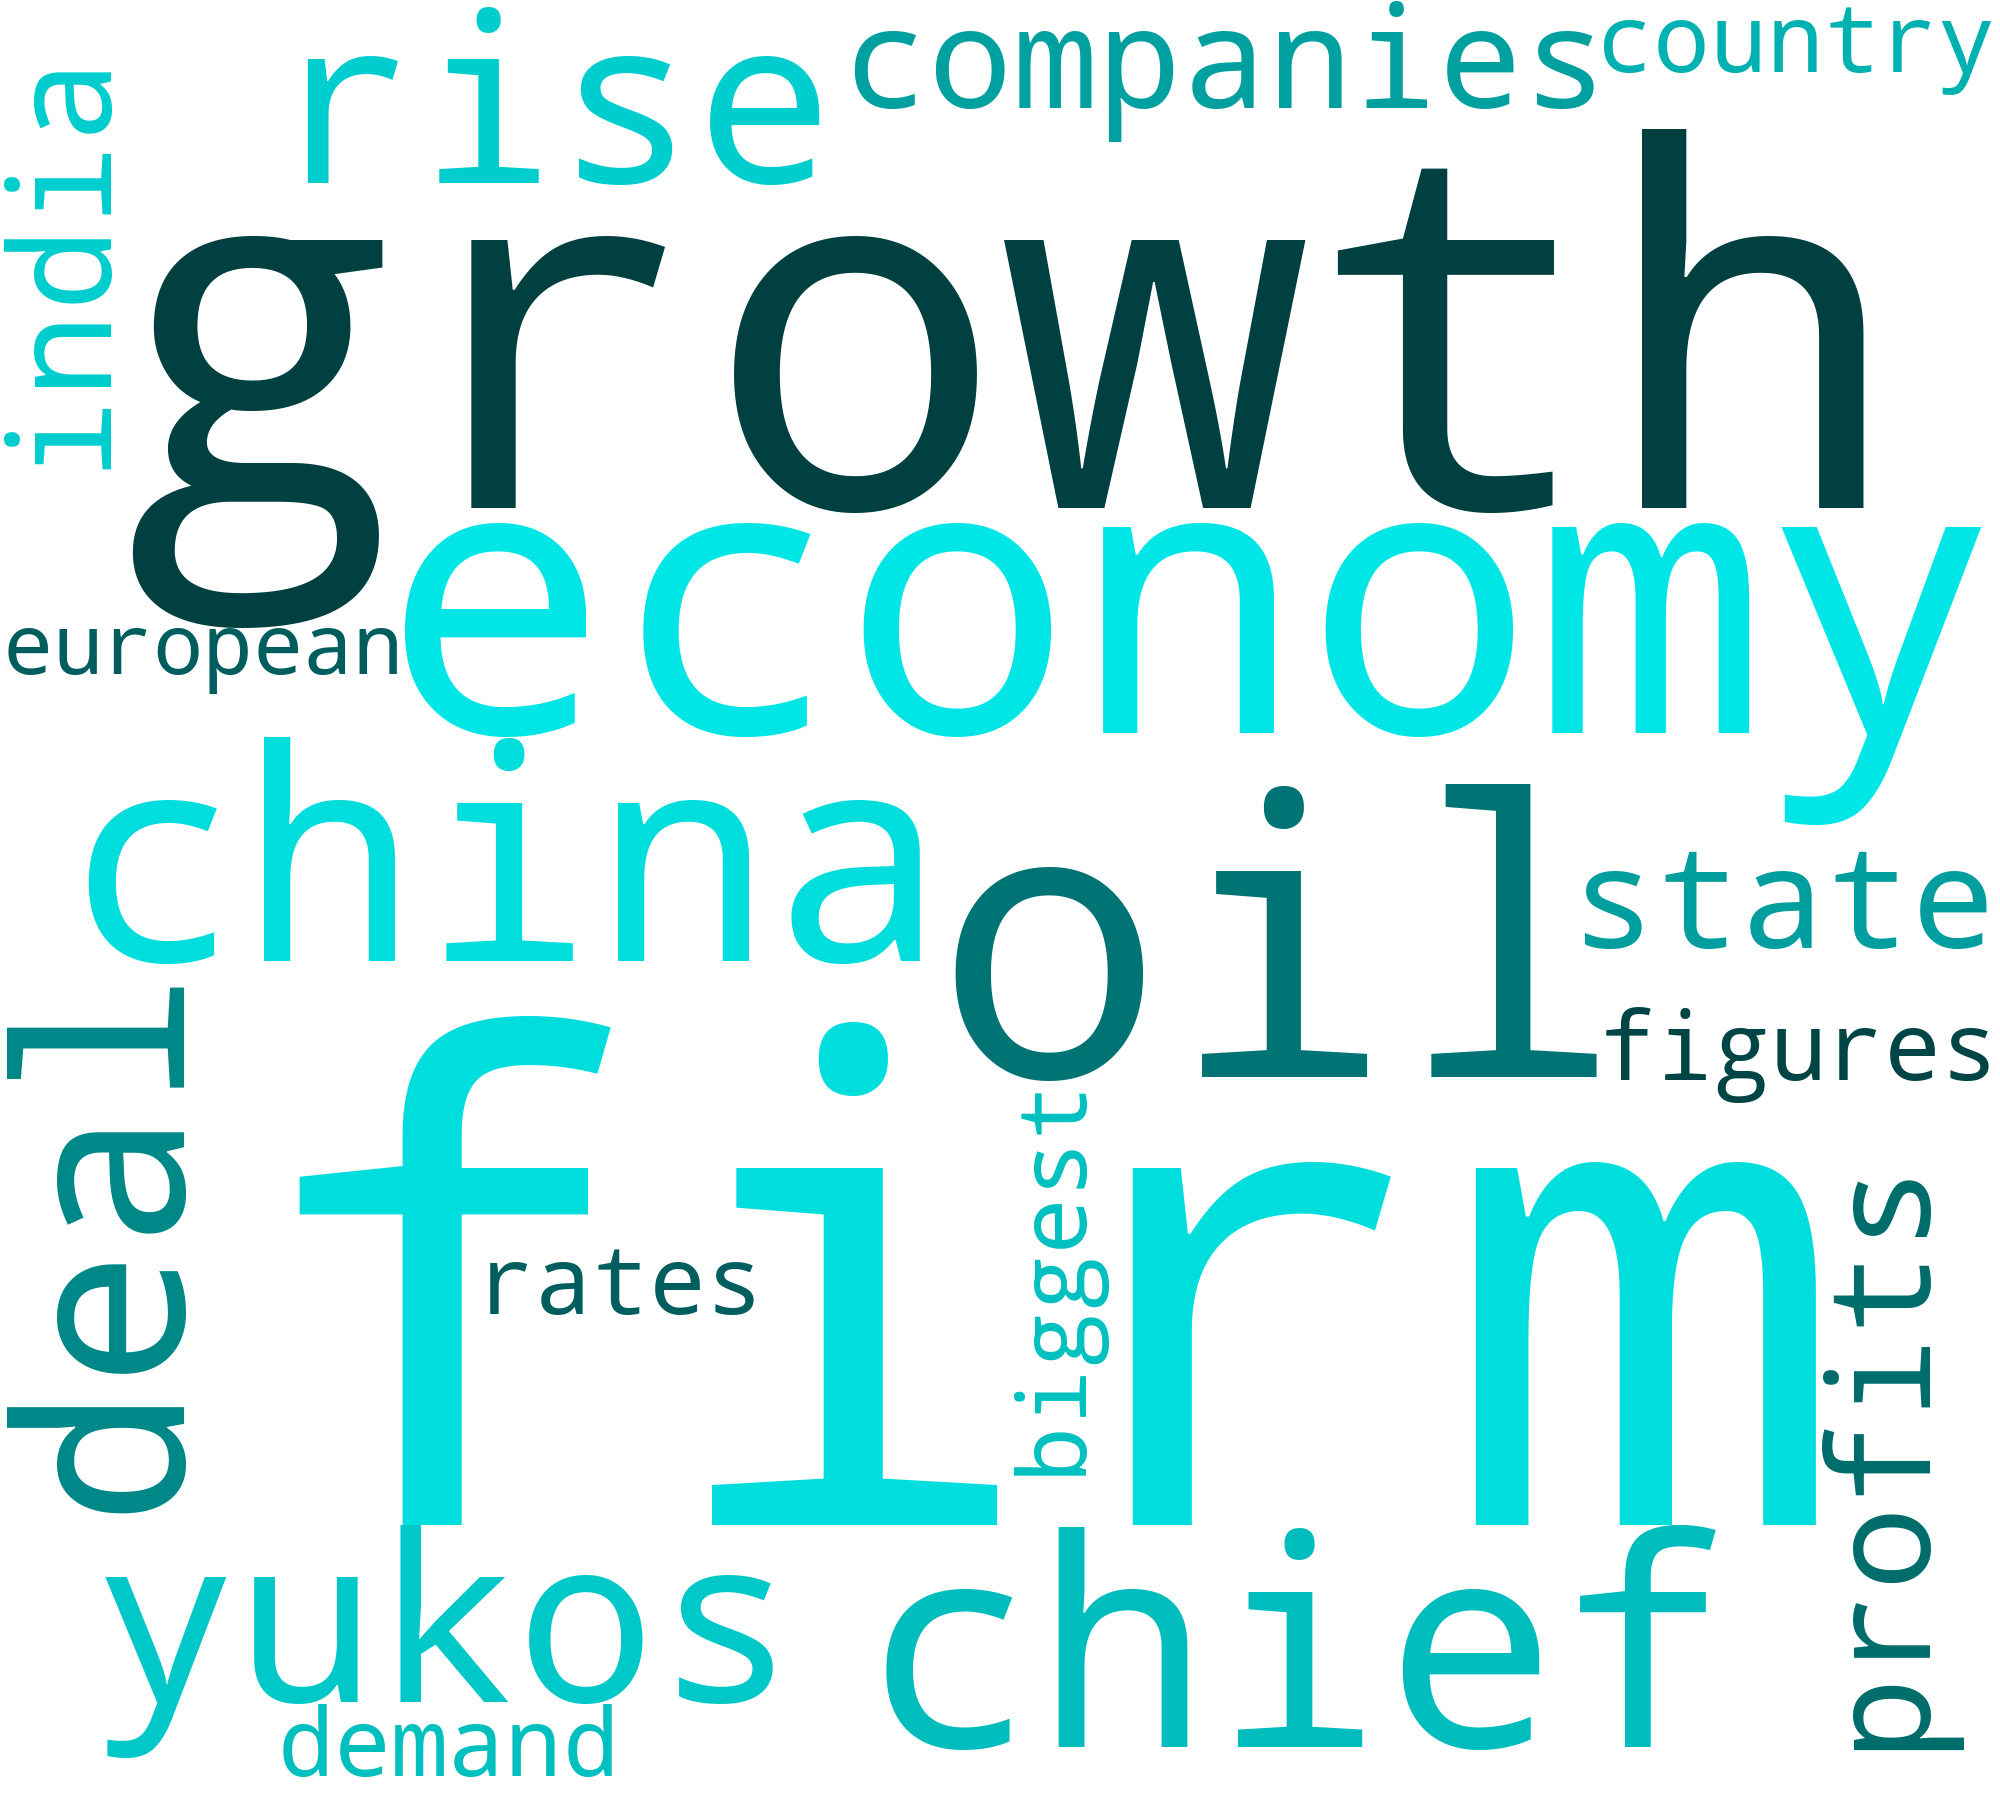 rise
companies
country
india
growth
economy
european
china
oil
state
figures
deal
firm
biggest
rates
profits
yukos
chief
demand